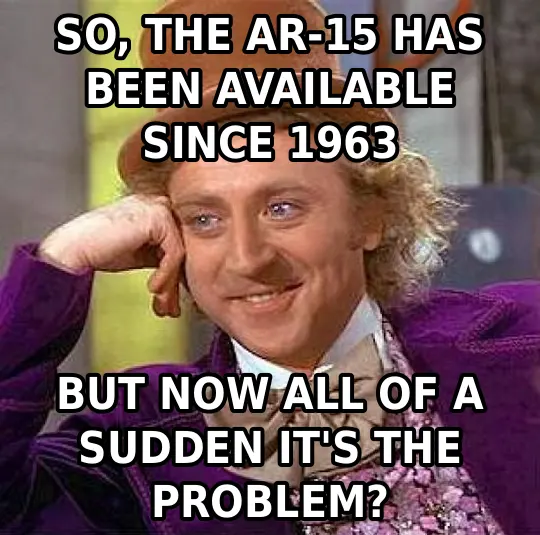 SO, THE AR-15 HAS
BEEN AVAILABLE
SINCE 1963
BUT NOW ALL OF A
SUDDEN IT'S THE
PROBLEM?